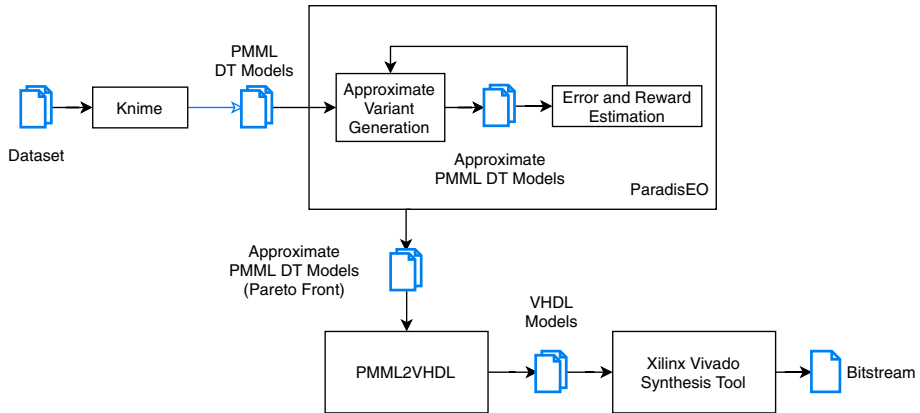 PMML
DT Models
Knime
Dataset
Approximate
Variant
Generation
Error and Reward
Estimation
Approximate
PMML DT Models
ParadisEO
Approximate
PMML DT Models
(Pareto Front)
VHDL
Models
PMML2VHDL
Xilinx Vivado
Synthesis Tool
Bitstream